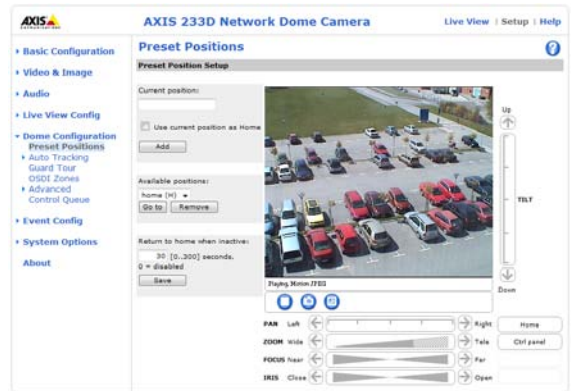 AXIS
AXIS 233D Network Dome Camera
Live View | Setup | Help
Basic Configuration
Video & Image
Audio
Live View Config
Dome Configuration
Preset Positions
Auto Tracking
Guard Tour
OSDI Zones
Advanced
Control Queue
Event Config
System Options
About
Preset Positions
?
Preset Position Setup
Current position:
Use current position as Home
Add
Available positions:
home (H)
Go to
Remove
Return to home when inactive:
30 [0..300] seconds.
0 = disabled
Save
Playing, Motion JPEG
Up
TILT
Down
PAN Left Right
Home
ZOOM Wide Tele
Ctrl panel
FOCUS Near Far
IRIS Close Open